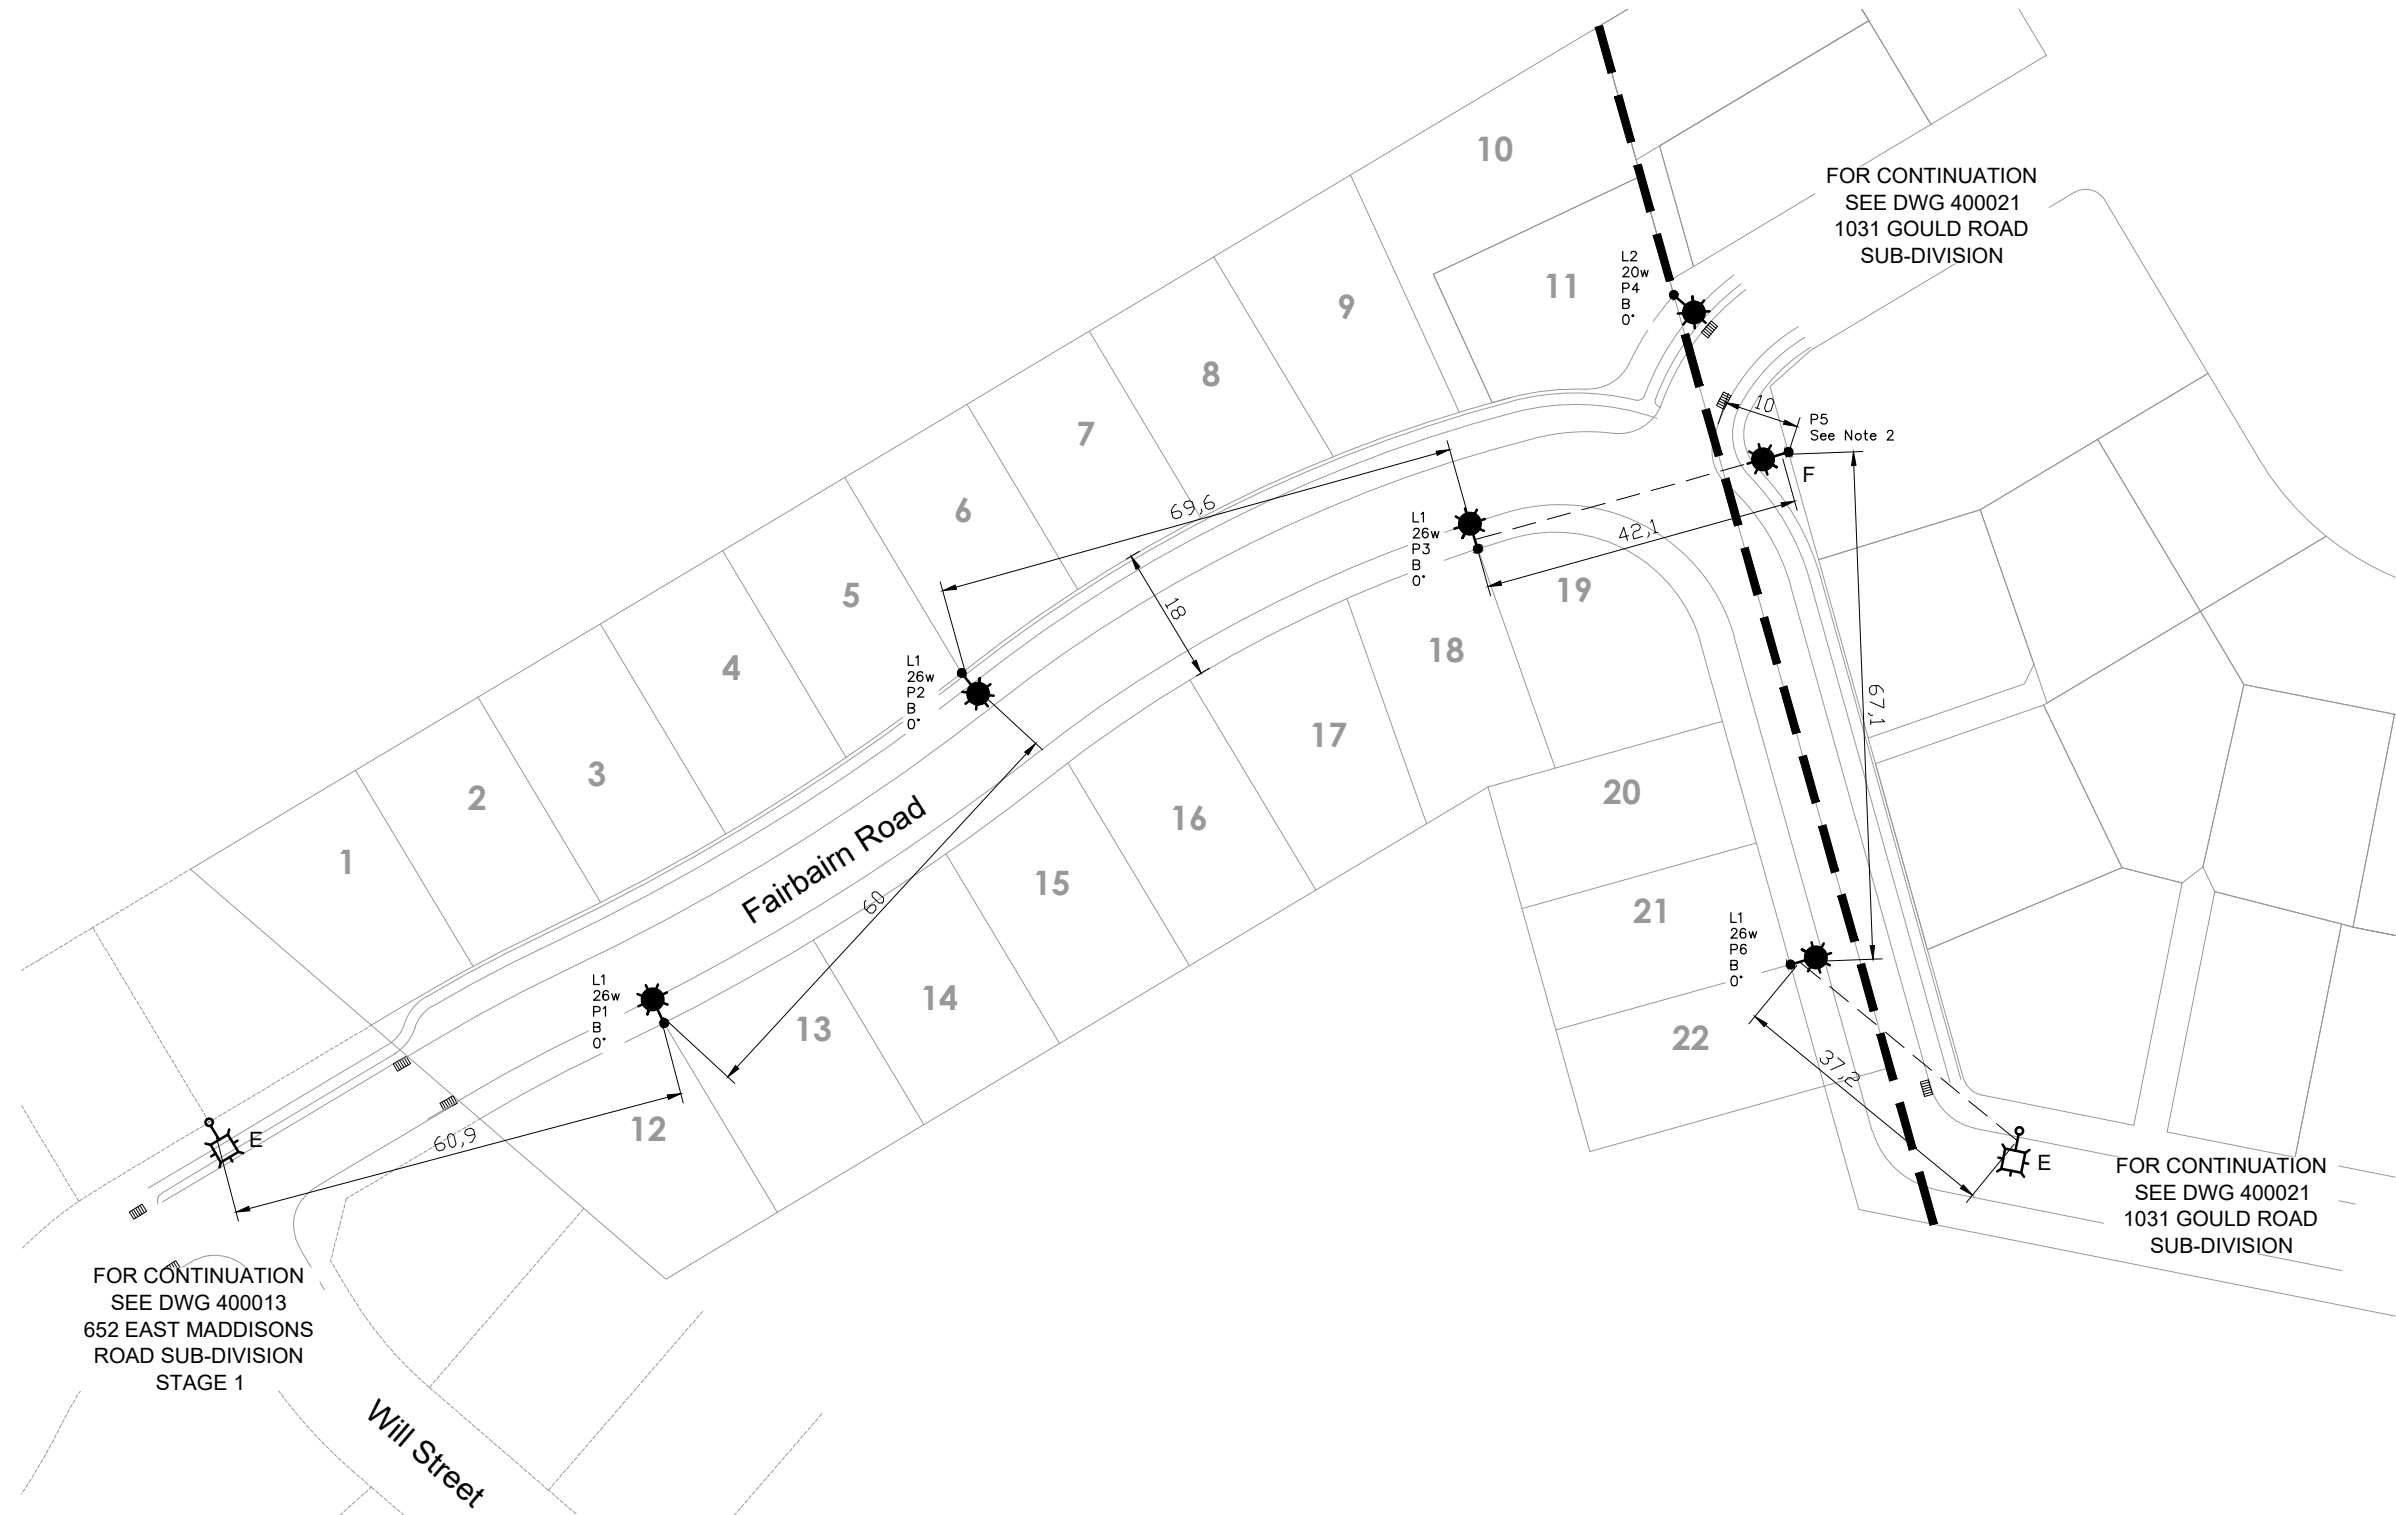 10
FOR CONTINUATION
SEE DWG 400021
1031 GOULD ROAD
SUB-DIVISION
L2
20w
P4
B
0°
11
9
8
7
10
P5
See Note 2
F
6
69,6
L1
26w
P3
B
0°
42,1
19
5
18
18
4
L1
26w
P2
B
0°
67,1
17
3
2
20
16
1
Fairbairn Road
60
15
21
L1
26w
P6
B
0°
14
L1
26w
P1
B
0°
13
22
37,2
12
60,9
E
E
FOR CONTINUATION
SEE DWG 400021
1031 GOULD ROAD
SUB-DIVISION
FOR CONTINUATION
SEE DWG 400013
652 EAST MADDISONS
ROAD SUB-DIVISION
STAGE 1
Will Street